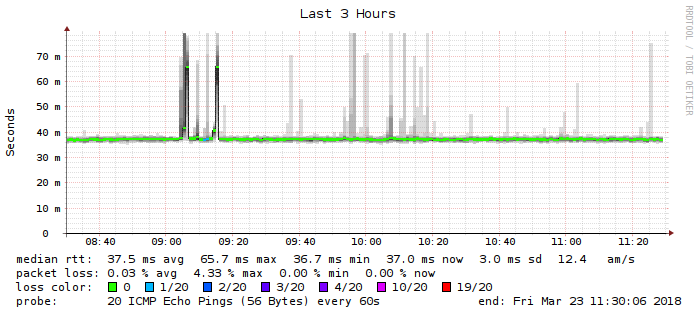 Last 3 Hours
RRDTOOL / TOBI OETIKER
Seconds
70 m
60 m
50 m
40 m
30 m
20 m
10 m
0
08:40 09:00 09:20 09:40 10:00 10:20 10:40 11:00 11:20
median rtt: 37.5 ms avg 65.7 ms max 36.7 ms min 37.0 ms now 3.0 ms sd 12.4 am/s
packet loss: 0.03 % avg 4.33 % max 0.00 % min 0.00 % now
loss color: 0 1/20 2/20 3/20 4/20 10/20 19/20
probe: 20 ICMP Echo Pings (56 Bytes) every 60s end: Fri Mar 23 11:30:06 2018